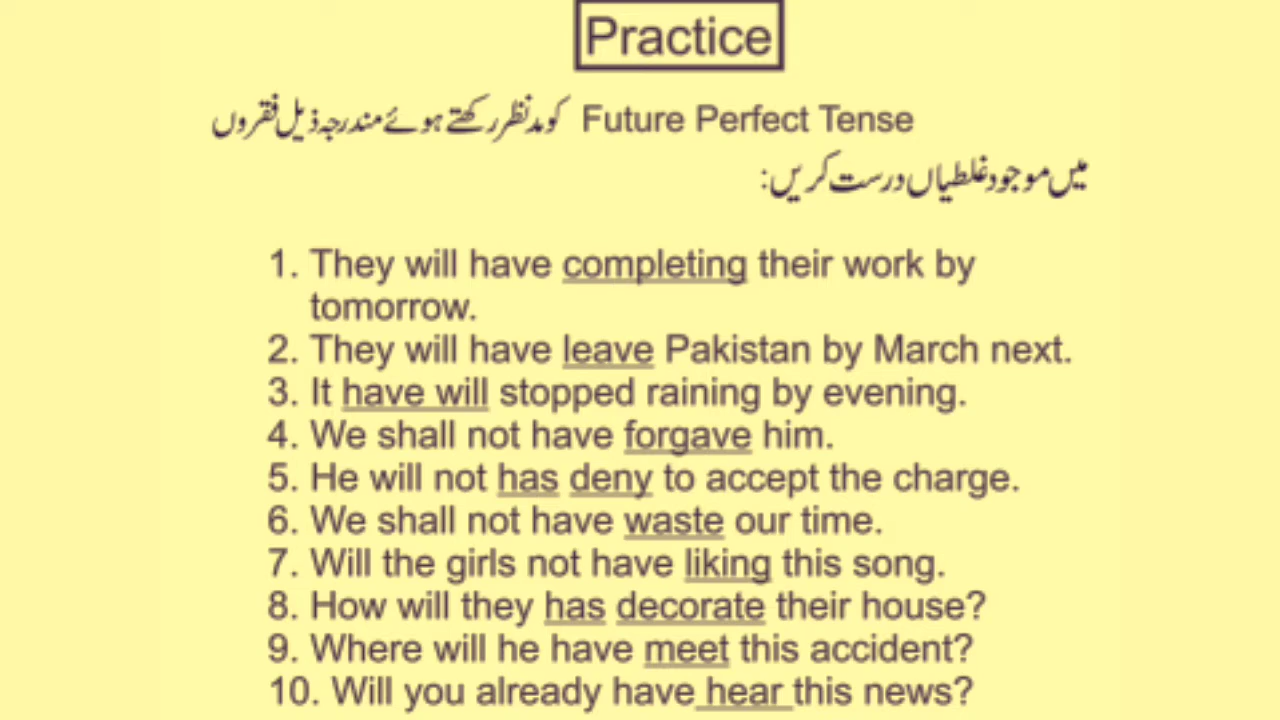 Practice
Future Perfect Tense کو مدنظر رکھتے ہوئے مندرجہ ذیل فقروں
میں موجود غلطیاں درست کریں:
1. They will have completing their work by
tomorrow.
2. They will have leave Pakistan by March next.
3. It have will stopped raining by evening.
4. We shall not have forgave him.
5. He will not has deny to accept the charge.
6. We shall not have waste our time.
7. Will the girls not have liking this song.
8. How will they has decorate their house?
9. Where will he have meet this accident?
10. Will you already have hear this news?